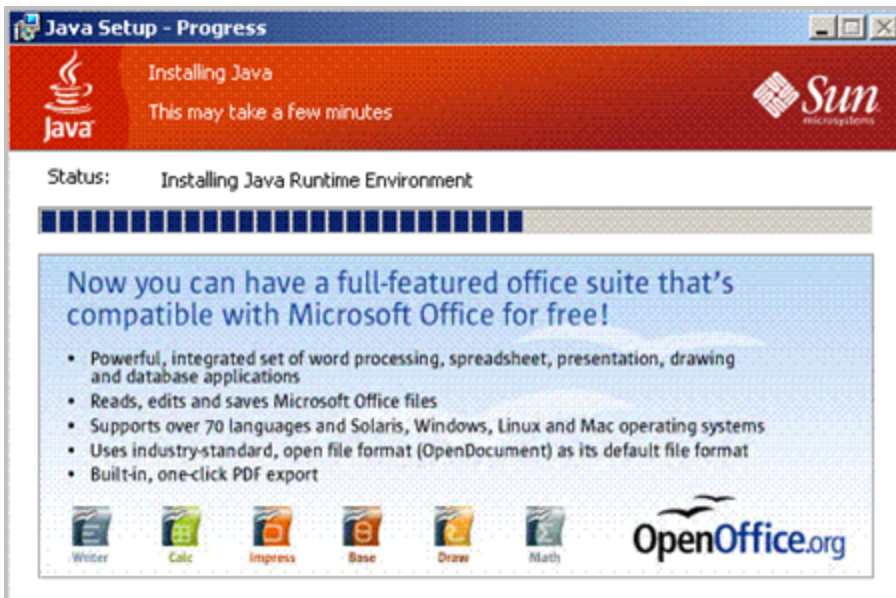 Java Setup - Progress
Java
Installing Java
This may take a few minutes
Sun
microsystems
Status: Installing Java Runtime Environment
Now you can have a full-featured office suite that's
compatible with Microsoft Office for free!
• Powerful, integrated set of word processing, spreadsheet, presentation, drawing
and database applications
• Reads, edits and saves Microsoft Office files
• Supports over 70 languages and Solaris, Windows, Linux and Mac operating systems
• Uses industry-standard, open file format (OpenDocument) as its default file format
• Built-in, one-click PDF export
Writer Calc Impress Base Draw Math
OpenOffice.org